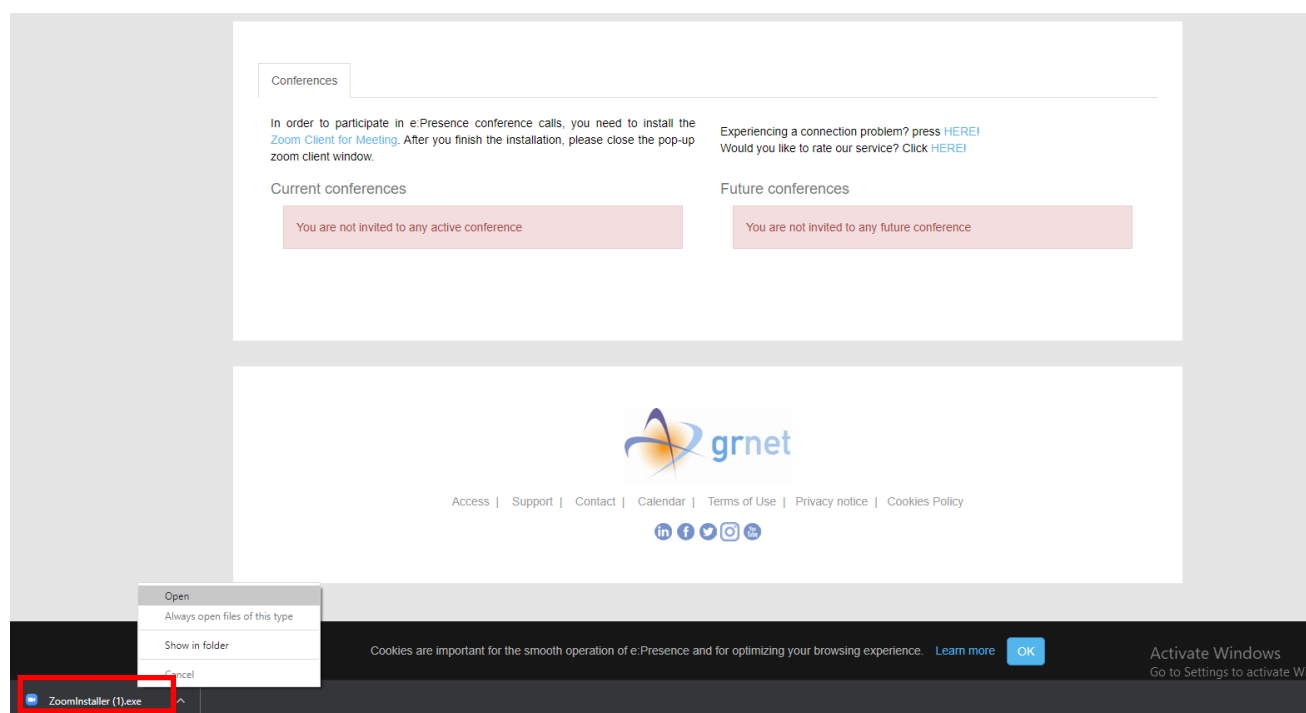 Conferences
In order to participate in e:Presence conference calls, you need to install the
Zoom Client for Meeting. After you finish the installation, please close the pop-up
zoom client window.
Experiencing a connection problem? press HERE!
Would you like to rate our service? Click HERE!
Current conferences
Future conferences
You are not invited to any active conference
You are not invited to any future conference
grnet
Access | Support | Contact | Calendar | Terms of Use | Privacy notice | Cookies Policy
in f You Tube
Open
Always open files of this type
Show in folder
Cancel
Cookies are important for the smooth operation of e:Presence and for optimizing your browsing experience. Learn more OK
Activate Windows
Go to Settings to activate W
ZoomInstaller (1).exe